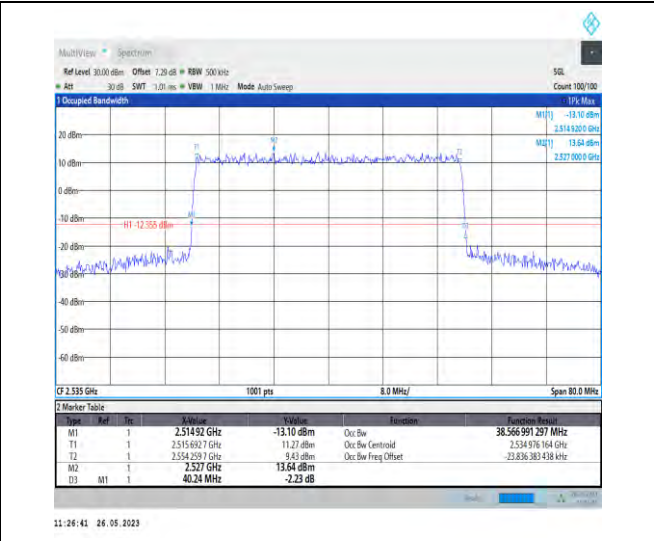 MultiView Spectrum
Ref Level 30.00 dBm Offset 7.29 dB RBW 500 kHz SGL
Att 30 dB SWT 1.01 ms VBW 1 MHz Mode Auto Sweep Count 100/100
1 Occupied Bandwidth 1Pk Max
M1[1] -13.10 dBm
2.514 920 0 GHz
M2[1] 13.64 dBm
2.527 000 0 GHz
20 dBm
M2
T1 T2
10 dBm
0 dBm
-10 dBm
M1
H1 -12.355 dBm
D3
-20 dBm
-30 dBm
-40 dBm
-50 dBm
-60 dBm
CF 2.535 GHz 1001 pts 8.0 MHz/ Span 80.0 MHz
2 Marker Table
Type Ref Trc X-Value Y-Value Function Function Result
M1 1 2.514 92 GHz -13.10 dBm Occ Bw 38.566 991 297 MHz
T1 1 2.515 692 7 GHz 11.27 dBm Occ Bw Centroid 2.534 976 164 GHz
T2 1 2.554 259 7 GHz 9.43 dBm Occ Bw Freq Offset -23.836 383 438 kHz
M2 1 2.527 GHz 13.64 dBm
D3 M1 1 40.24 MHz -2.23 dB
11:26:41 26.05.2023